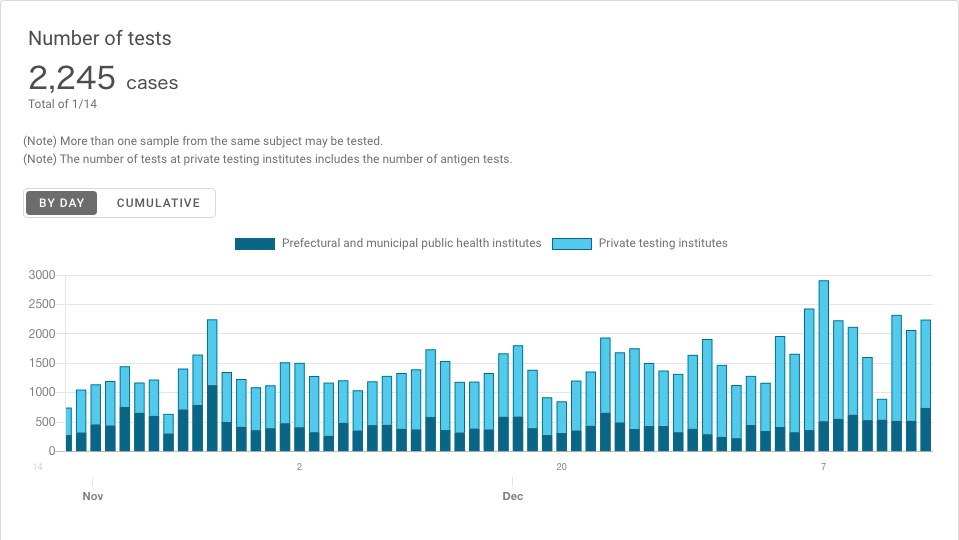 Number of tests
2,245 cases
Total of 1/14
(Note) More than one sample from the same subject may be tested.
(Note) The number of tests at private testing institutes includes the number of antigen tests.
BY DAY CUMULATIVE
Prefectural and municipal public health institutes Private testing institutes
3000
2500
2000
1500
1000
500
0
14 2 20 7
Nov Dec